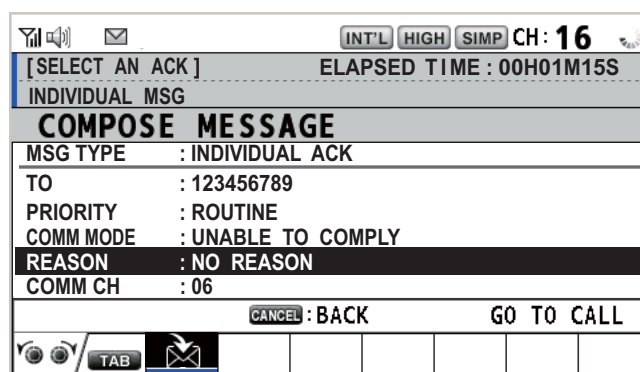 INT'L HIGH SIMP CH : 16
[SELECT AN ACK] ELAPSED TIME : 00H01M15S
INDIVIDUAL MSG
COMPOSE MESSAGE
MSG TYPE : INDIVIDUAL ACK
TO : 123456789
PRIORITY : ROUTINE
COMM MODE : UNABLE TO COMPLY
REASON : NO REASON
COMM CH : 06
CANCEL : BACK GO TO CALL
/ TAB